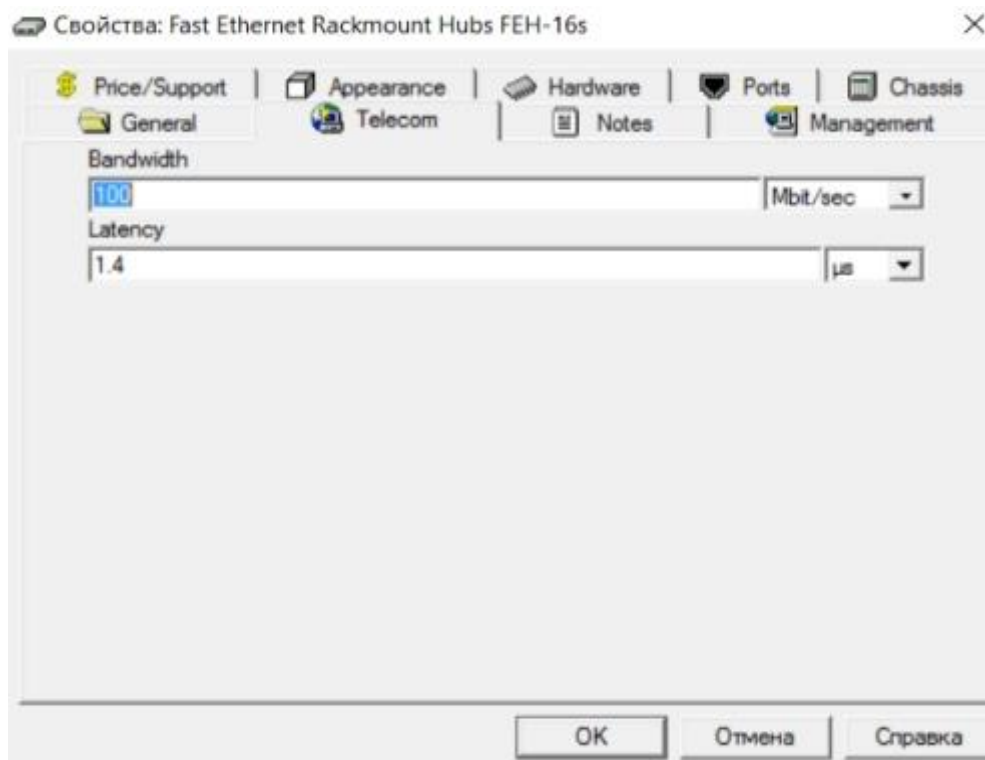 Свойства: Fast Ethernet Rackmount Hubs FEH-16s
Price/Support Appearance Hardware Ports Chassis
General Telecom Notes Management
Bandwidth
100 Mbit/sec
Latency
1.4 µs
OK Отмена Справка